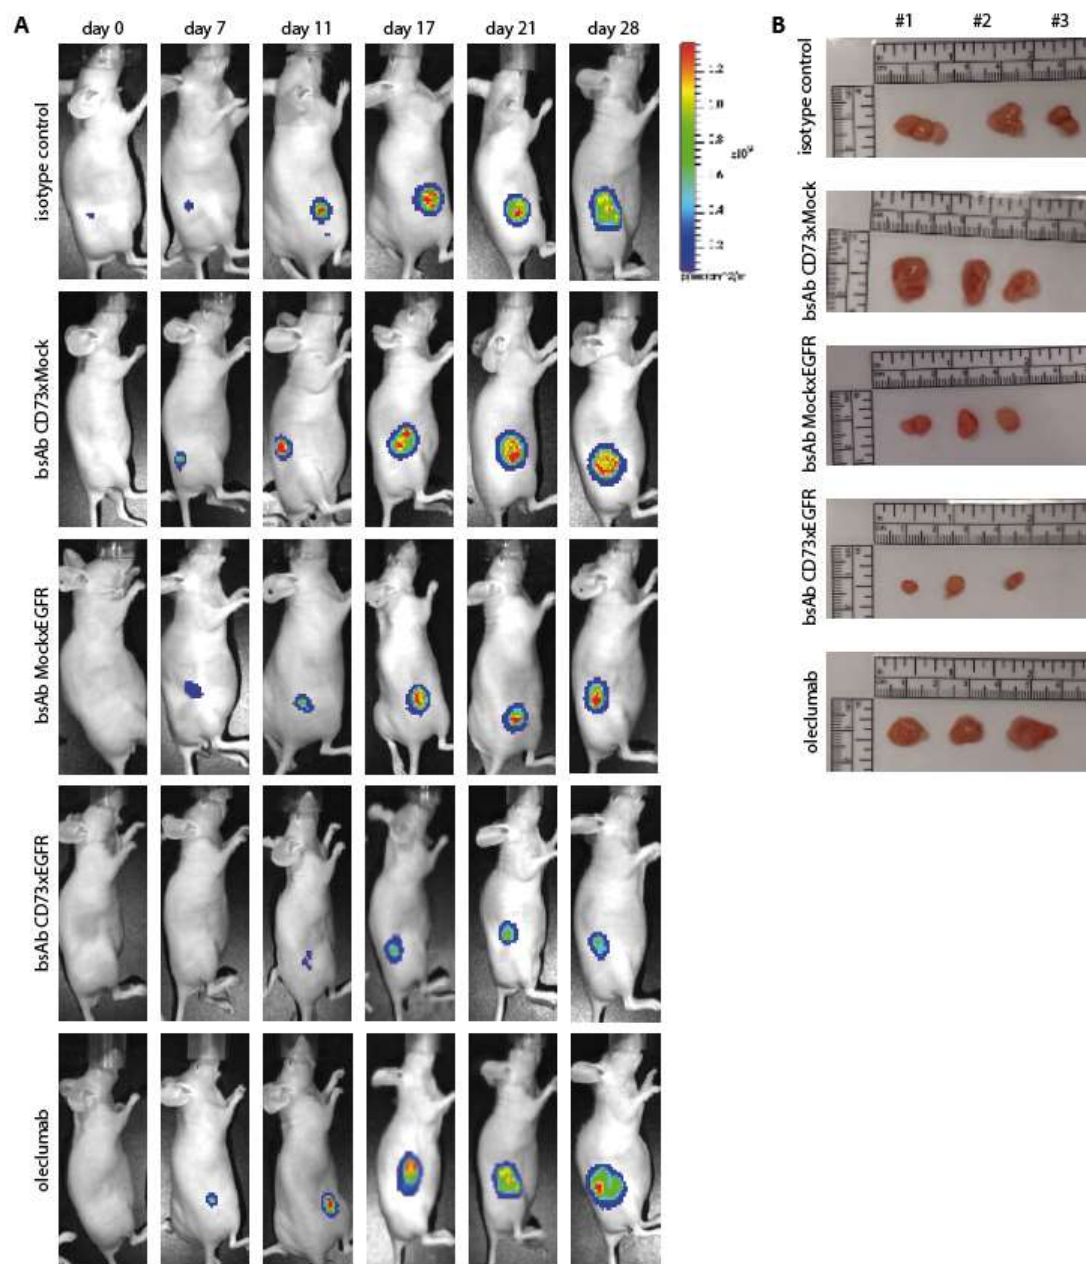 A
day 0 day 7 day 11 day 17 day 21 day 28
isotype control
bsAb CD73xMock
bsAb MockxEGFR
bsAb CD73xEGFR
oleclumab
B
#1 #2 #3
isotype control
bsAb CD73xMock
bsAb MockxEGFR
bsAb CD73xEGFR
oleclumab